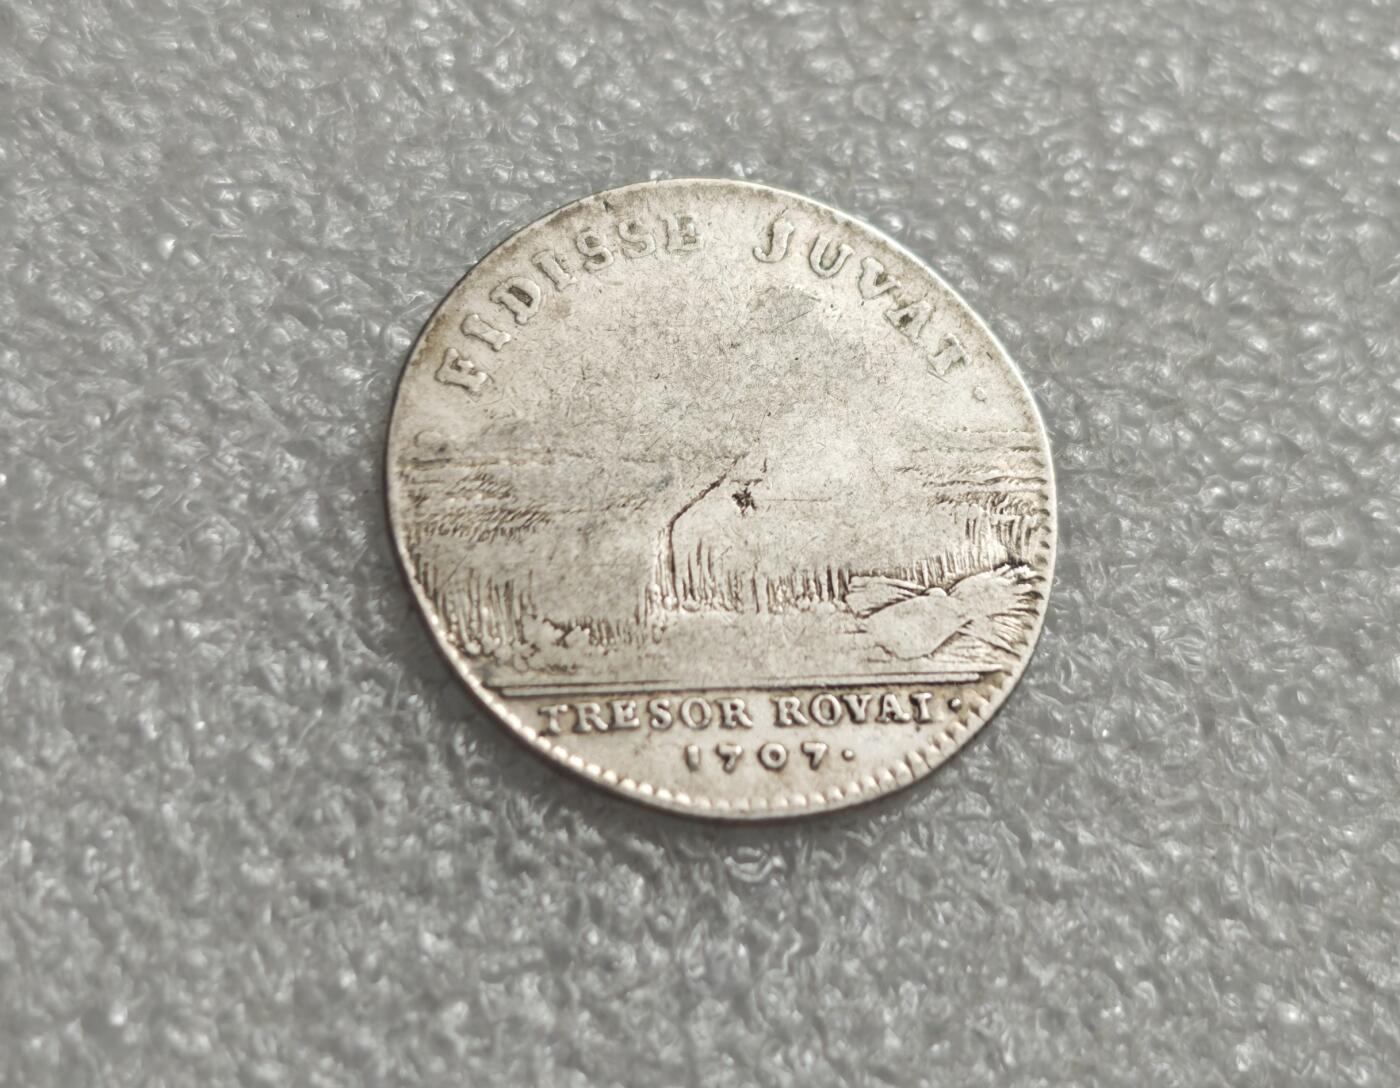 FIDISSE JUVAT ·
TRESOR ROYAL ·
1707 ·